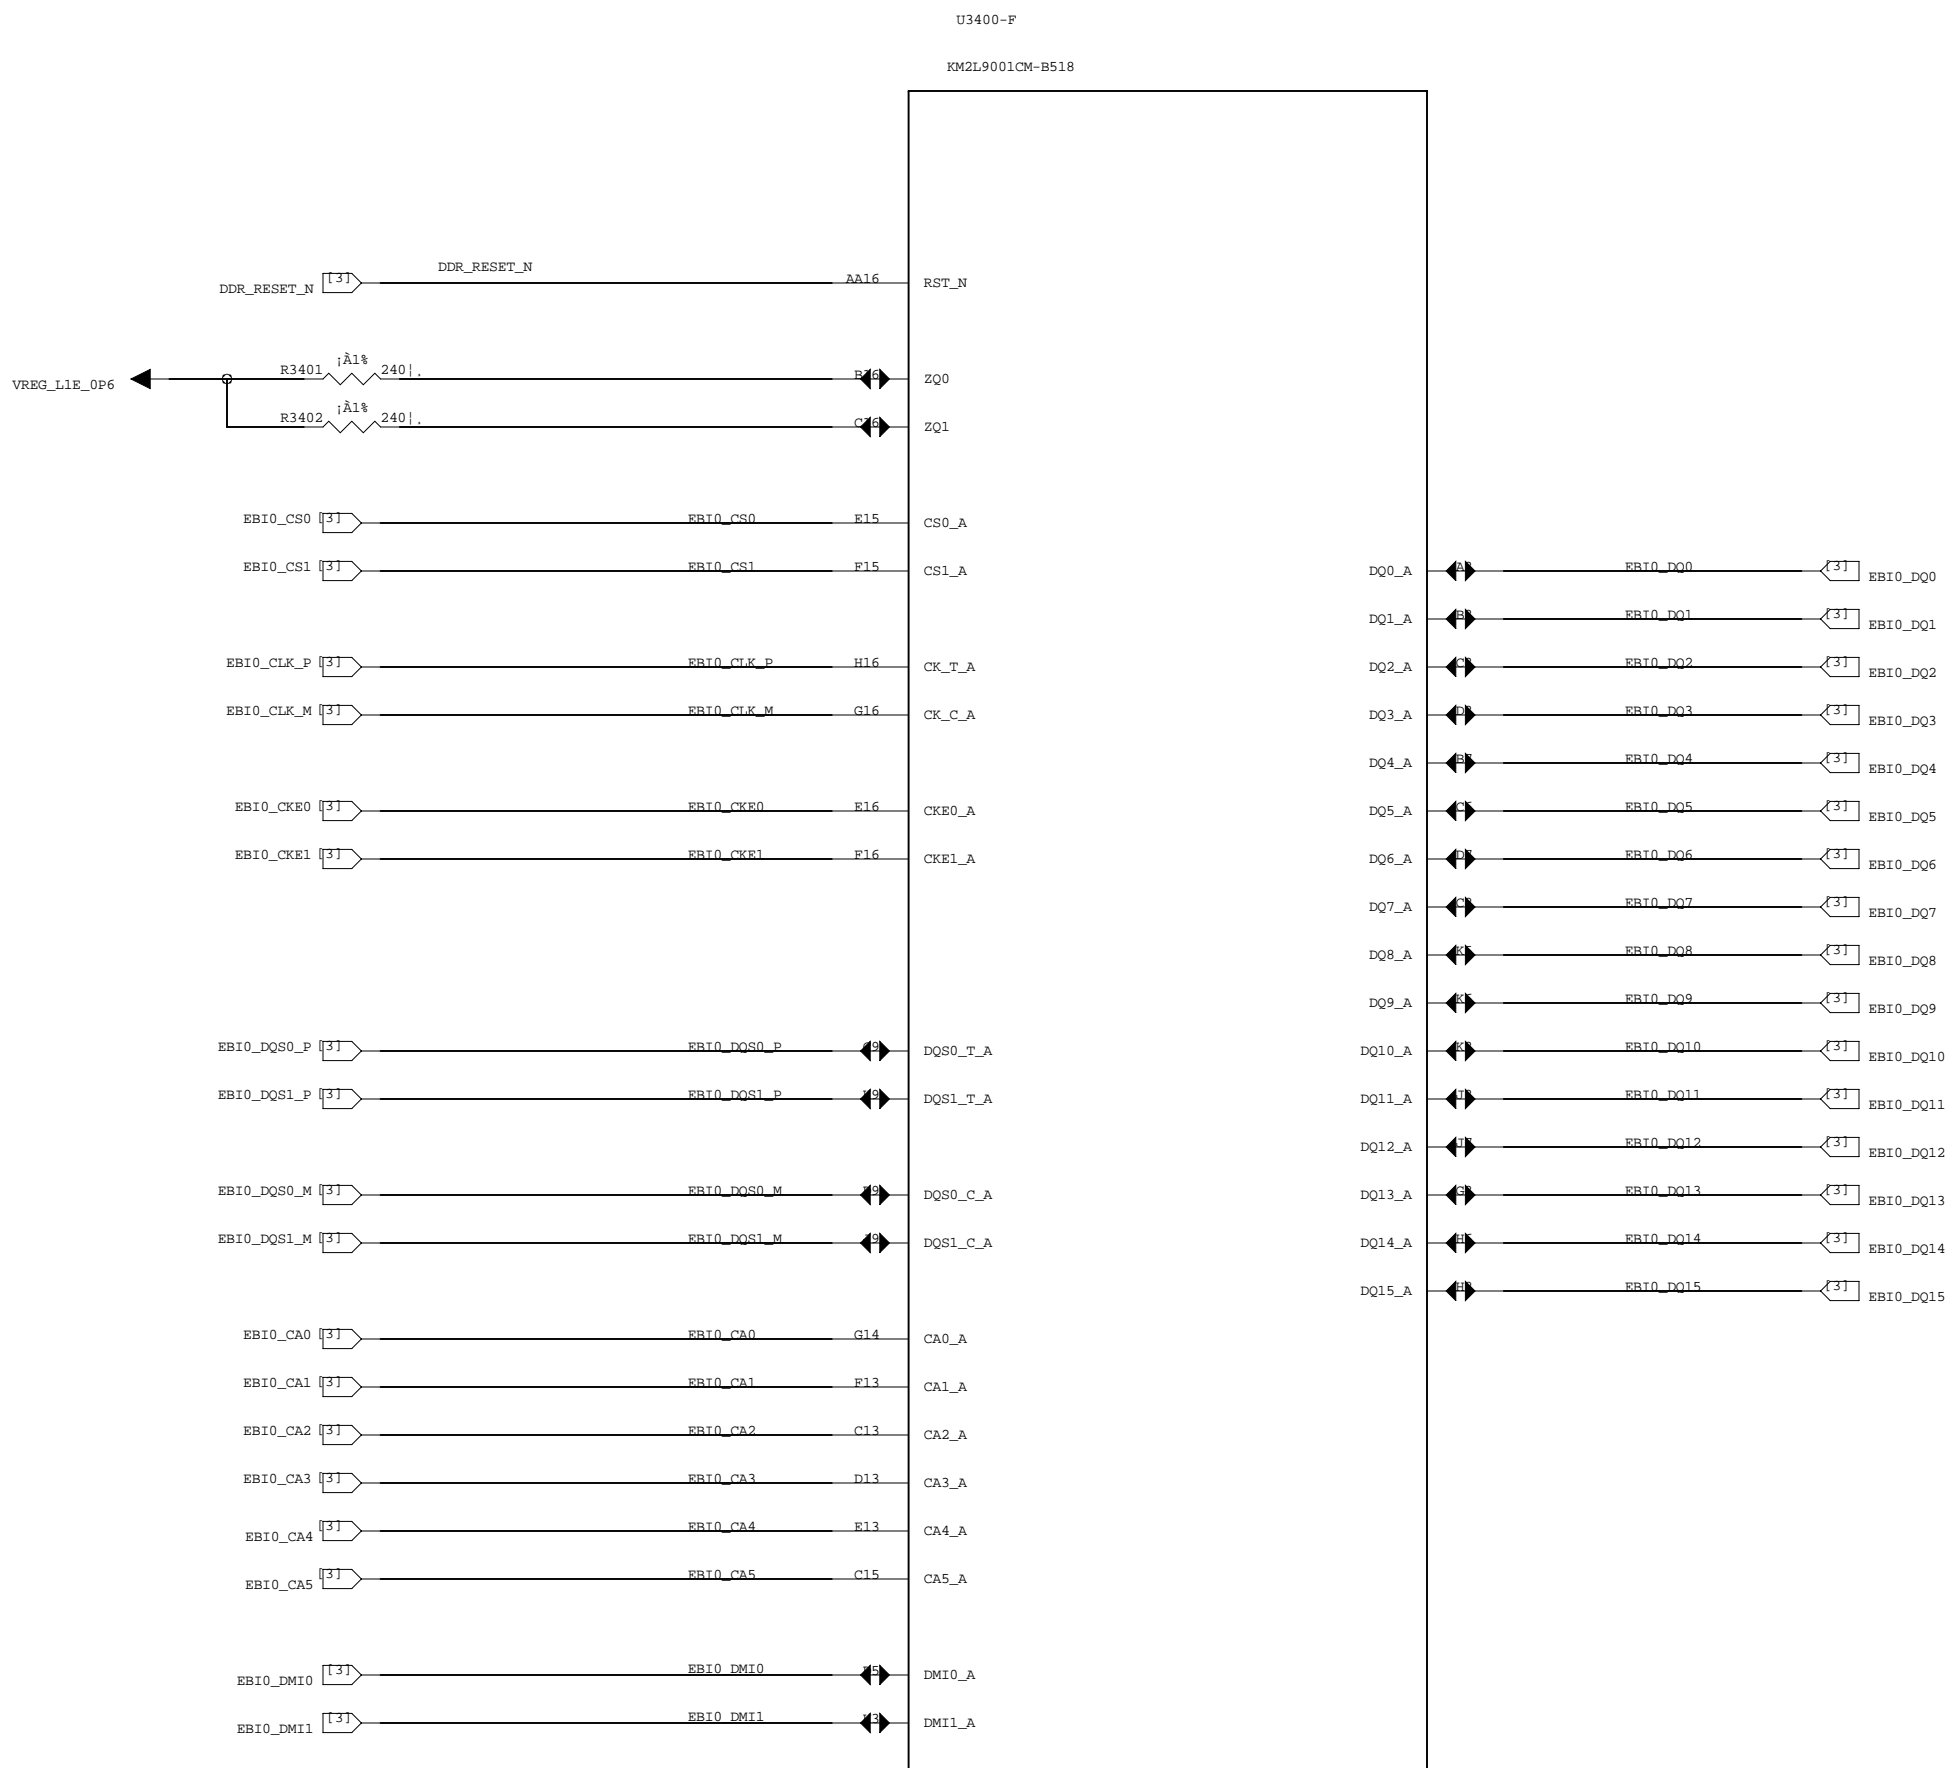 U3400-F
KM2L9001CM-B518
DDR_RESET_N [3] DDR_RESET_N AA16 RST_N
VREG_L1E_0P6 R3401 ¡À1% 240¦¸ B16 ZQ0
R3402 ¡À1% 240¦¸ C16 ZQ1
EBI0_CS0 [3] EBI0_CS0 E15 CS0_A
EBI0_CS1 [3] EBI0_CS1 F15 CS1_A
DQ0_A EBI0_DQ0 [3] EBI0_DQ0
DQ1_A EBI0_DQ1 [3] EBI0_DQ1
EBI0_CLK_P [3] EBI0_CLK_P H16 CK_T_A
DQ2_A EBI0_DQ2 [3] EBI0_DQ2
EBI0_CLK_M [3] EBI0_CLK_M G16 CK_C_A
DQ3_A EBI0_DQ3 [3] EBI0_DQ3
DQ4_A EBI0_DQ4 [3] EBI0_DQ4
EBI0_CKE0 [3] EBI0_CKE0 E16 CKE0_A
DQ5_A EBI0_DQ5 [3] EBI0_DQ5
EBI0_CKE1 [3] EBI0_CKE1 F16 CKE1_A
DQ6_A EBI0_DQ6 [3] EBI0_DQ6
DQ7_A EBI0_DQ7 [3] EBI0_DQ7
DQ8_A EBI0_DQ8 [3] EBI0_DQ8
DQ9_A EBI0_DQ9 [3] EBI0_DQ9
EBI0_DQS0_P [3] EBI0_DQS0_P DQS0_T_A
DQ10_A EBI0_DQ10 [3] EBI0_DQ10
EBI0_DQS1_P [3] EBI0_DQS1_P DQS1_T_A
DQ11_A EBI0_DQ11 [3] EBI0_DQ11
DQ12_A EBI0_DQ12 [3] EBI0_DQ12
EBI0_DQS0_M [3] EBI0_DQS0_M DQS0_C_A
DQ13_A EBI0_DQ13 [3] EBI0_DQ13
EBI0_DQS1_M [3] EBI0_DQS1_M DQS1_C_A
DQ14_A EBI0_DQ14 [3] EBI0_DQ14
DQ15_A EBI0_DQ15 [3] EBI0_DQ15
EBI0_CA0 [3] EBI0_CA0 G14 CA0_A
EBI0_CA1 [3] EBI0_CA1 F13 CA1_A
EBI0_CA2 [3] EBI0_CA2 C13 CA2_A
EBI0_CA3 [3] EBI0_CA3 D13 CA3_A
EBI0_CA4 [3] EBI0_CA4 E13 CA4_A
EBI0_CA5 [3] EBI0_CA5 C15 CA5_A
EBI0_DMI0 [3] EBI0_DMI0 DMI0_A
EBI0_DMI1 [3] EBI0_DMI1 DMI1_A